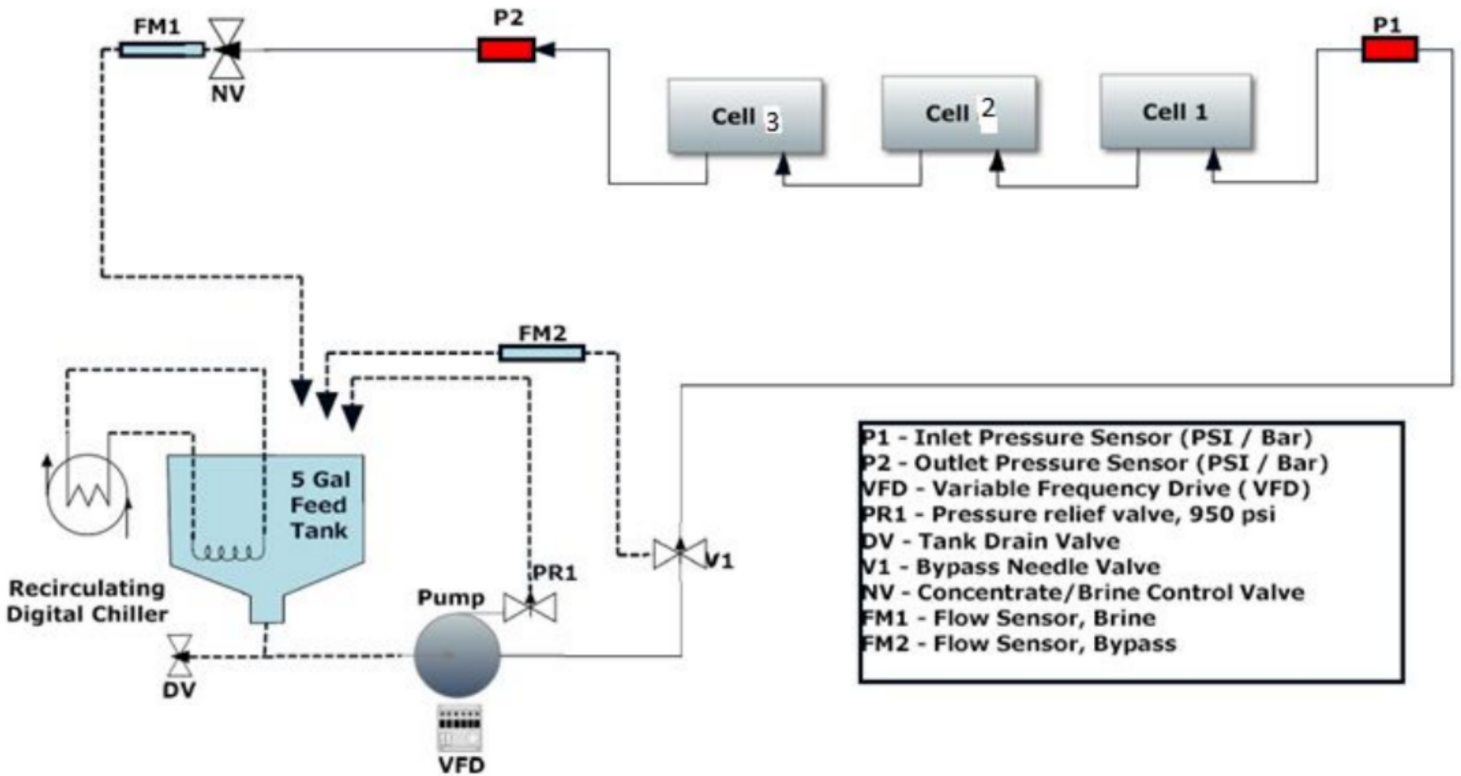 FM1
P2
P1
NV
Cell 3
Cell 2
Cell 1
FM2
5 Gal
Feed
Tank
Recirculating
Digital Chiller
PR1
V1
Pump
DV
VFD
P1 - Inlet Pressure Sensor (PSI / Bar)
P2 - Outlet Pressure Sensor (PSI / Bar)
VFD - Variable Frequency Drive ( VFD)
PR1 - Pressure relief valve, 950 psi
DV - Tank Drain Valve
V1 - Bypass Needle Valve
NV - Concentrate/Brine Control Valve
FM1 - Flow Sensor, Brine
FM2 - Flow Sensor, Bypass